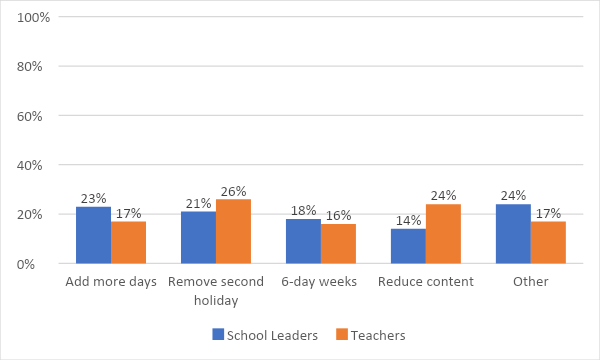 100%
80%
60%
40%
20%
0%
23%
17%
21%
26%
18%
16%
14%
24%
24%
17%
Add more days
Remove second
holiday
6-day weeks
Reduce content
Other
School Leaders
Teachers